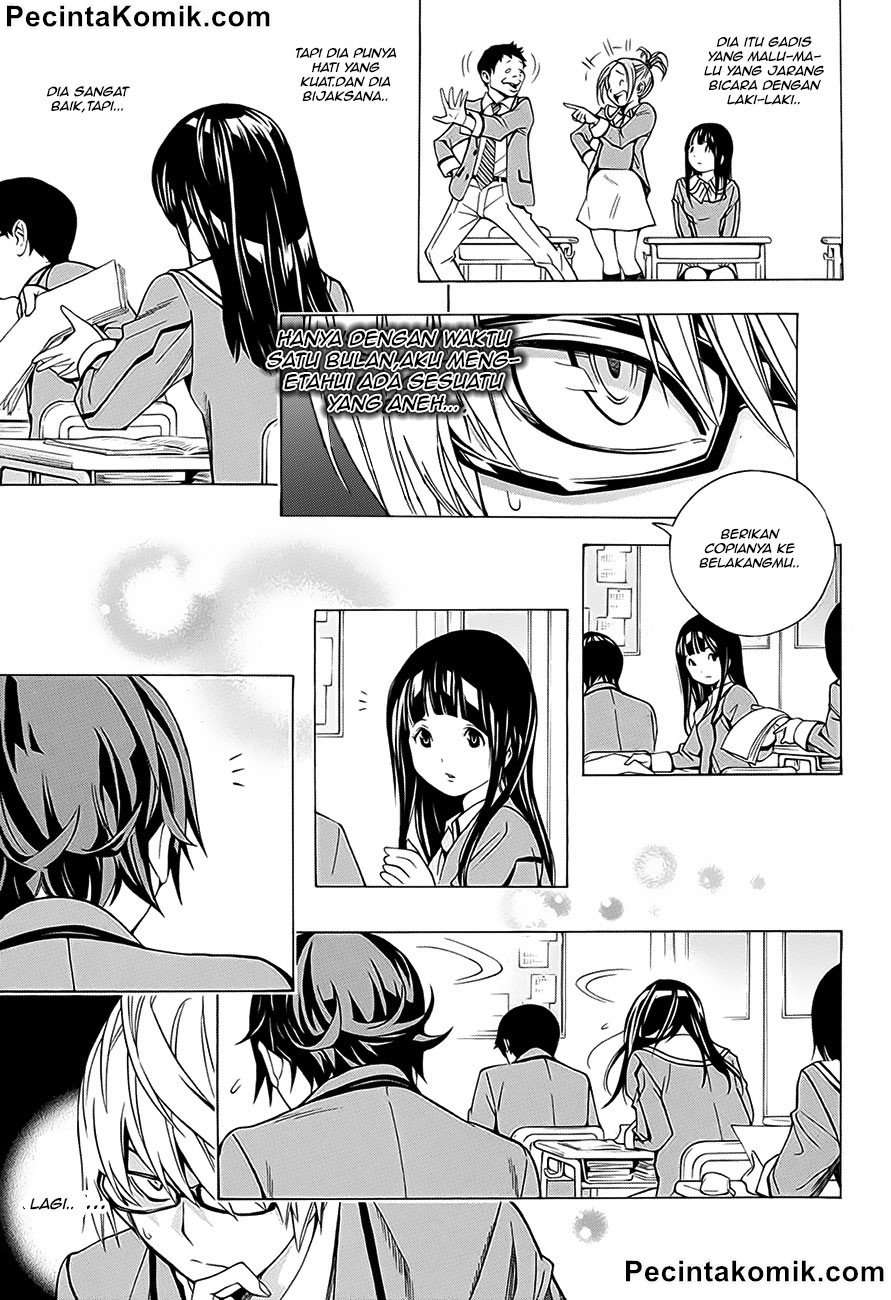 PecintaKomik.com
DIA ITU GADIS
YANG MALU-MA-
LU YANG JARANG
BICARA DENGAN
LAKI-LAKI..
TAPI DIA PUNYA
HATI YANG
KUAT.DAN DIA
BIJAKSANA..
DIA SANGAT
BAIK,TAPI...
HANYA DENGAN WAKTU
SATU BULAN,AKU MENG-
ETAHUI ADA SESUATU
YANG ANEH...
BERIKAN
COPIANYA KE
BELAKANGMU..
. LAGI.. ...
Pecintakomik.com